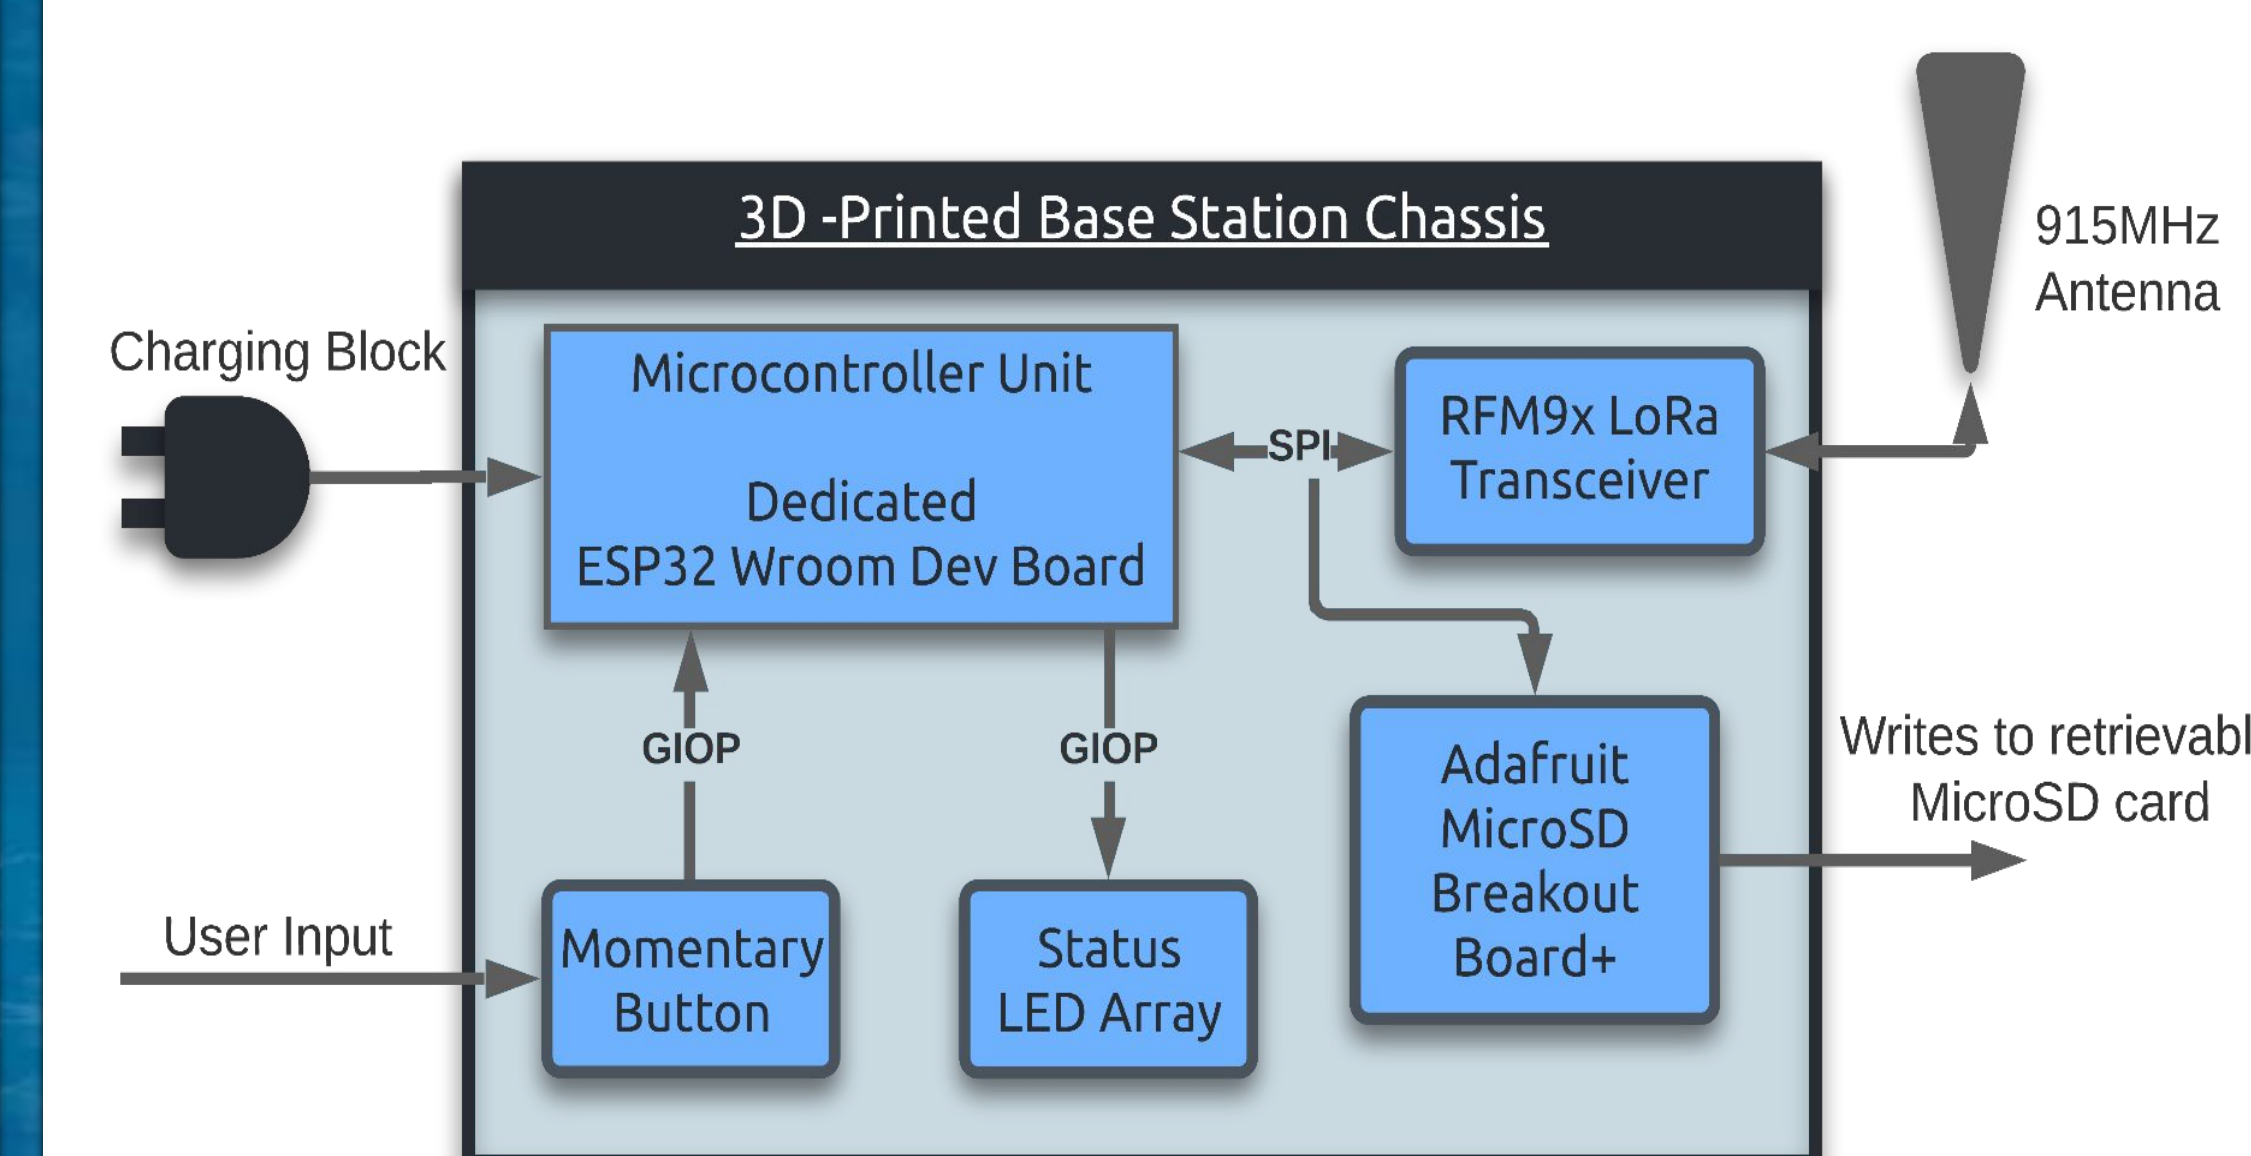 3D -Printed Base Station Chassis
915MHz
Antenna
Charging Block
Microcontroller Unit
Dedicated
ESP32 Wroom Dev Board
SPI
RFM9x LoRa
Transceiver
GIOP
GIOP
Writes to retrievabl
MicroSD card
Adafruit
MicroSD
Breakout
Board+
User Input
Momentary
Button
Status
LED Array